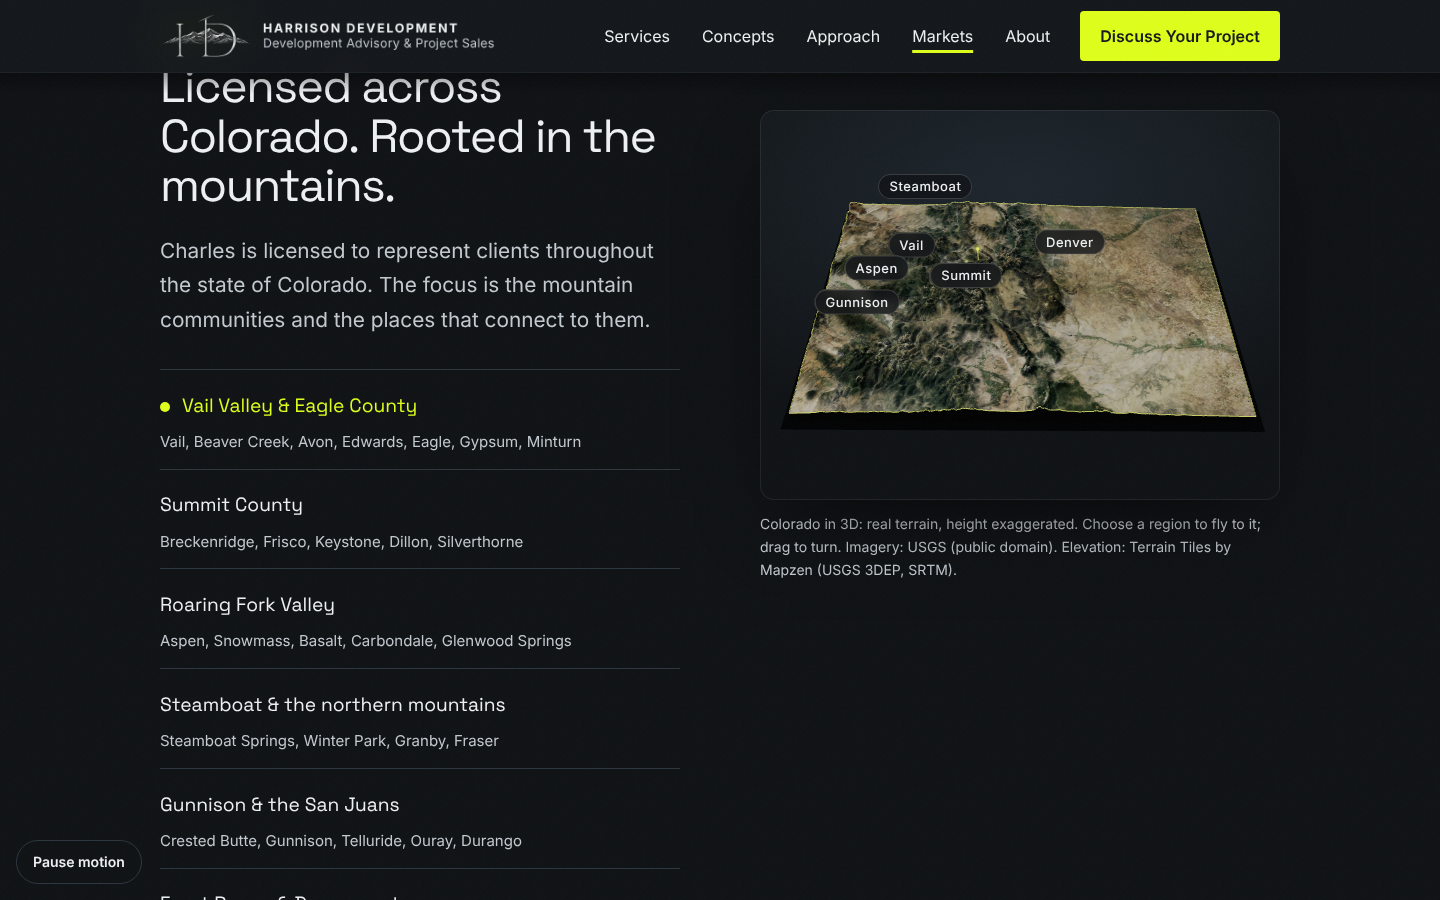 HARRISON DEVELOPMENT
Development Advisory & Project Sales
Services
Concepts
Approach
Markets
About
Discuss Your Project
Licensed across
Colorado. Rooted in the
mountains.
Charles is licensed to represent clients throughout
the state of Colorado. The focus is the mountain
communities and the places that connect to them.
Vail Valley & Eagle County
Vail, Beaver Creek, Avon, Edwards, Eagle, Gypsum, Minturn
Summit County
Breckenridge, Frisco, Keystone, Dillon, Silverthorne
Roaring Fork Valley
Aspen, Snowmass, Basalt, Carbondale, Glenwood Springs
Steamboat & the northern mountains
Steamboat Springs, Winter Park, Granby, Fraser
Gunnison & the San Juans
Crested Butte, Gunnison, Telluride, Ouray, Durango
Pause motion
Steamboat
Vail
Denver
Aspen
Summit
Gunnison
Colorado in 3D: real terrain, height exaggerated. Choose a region to fly to it;
drag to turn. Imagery: USGS (public domain). Elevation: Terrain Tiles by
Mapzen (USGS 3DEP, SRTM).